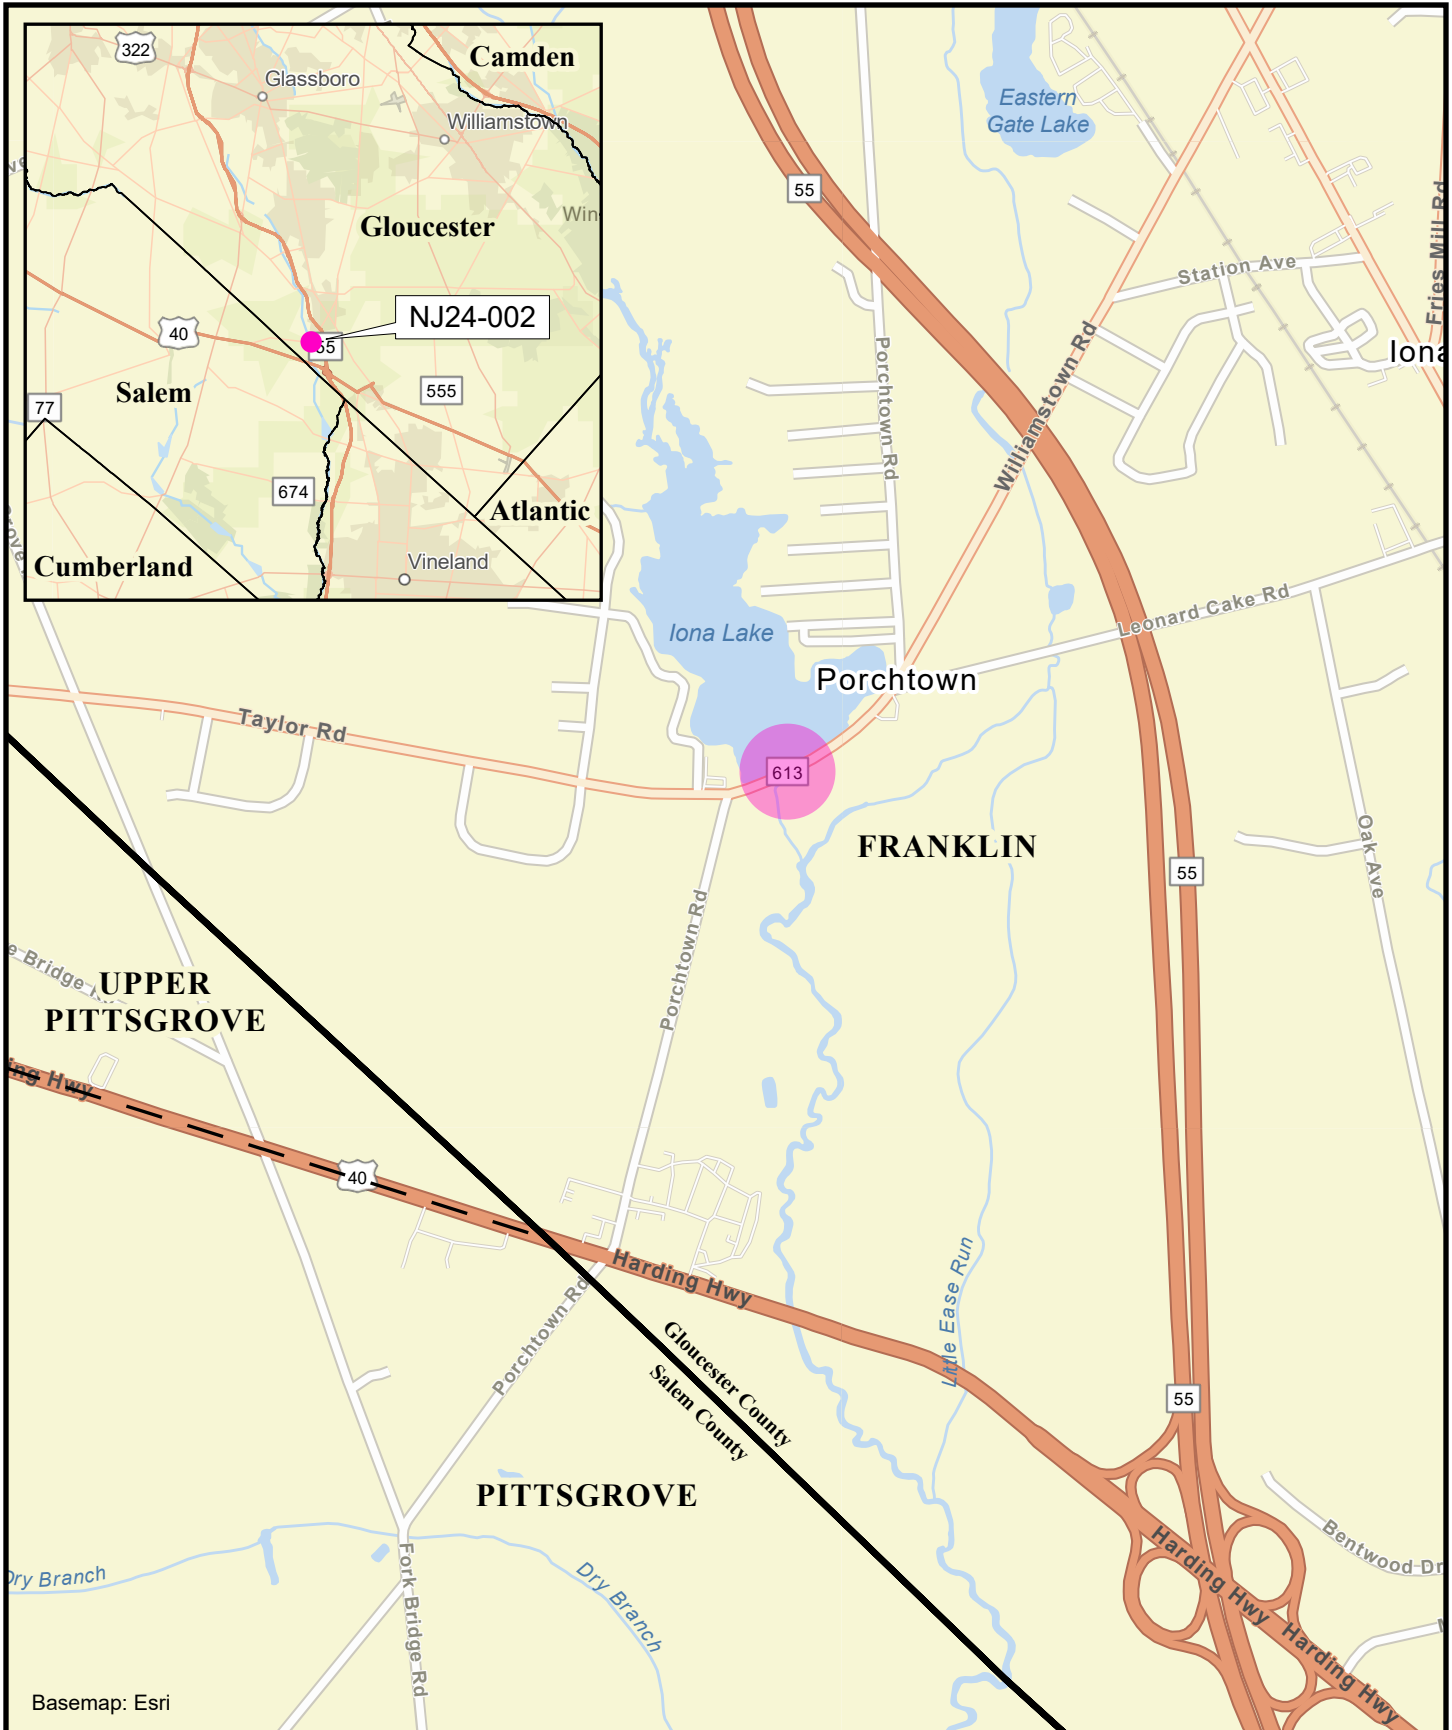 322
Camden
Glassboro
Williamstown
Gloucester
Win
NJ24-002
40
55
Salem
555
77
674
Atlantic
Cumberland
Vineland
Eastern
Gate Lake
55
Fries Mill Rd
Station Ave
Iona
Porchtown Rd
Williamstown Rd
Leonard Cake Rd
Iona Lake
Porchtown
Taylor Rd
613
FRANKLIN
Oak Ave
55
Porchtown Rd
e Bridge
UPPER
PITTSGROVE
ing Hwy
40
Harding Hwy
Porchtown Rd
Little Ease Run
Gloucester County
Salem County
55
PITTSGROVE
Harding Hwy
Bentwood Dr
Harding Hwy
Dry Branch
Dry Branch
Fork Bridge Rd
Basemap: Esri